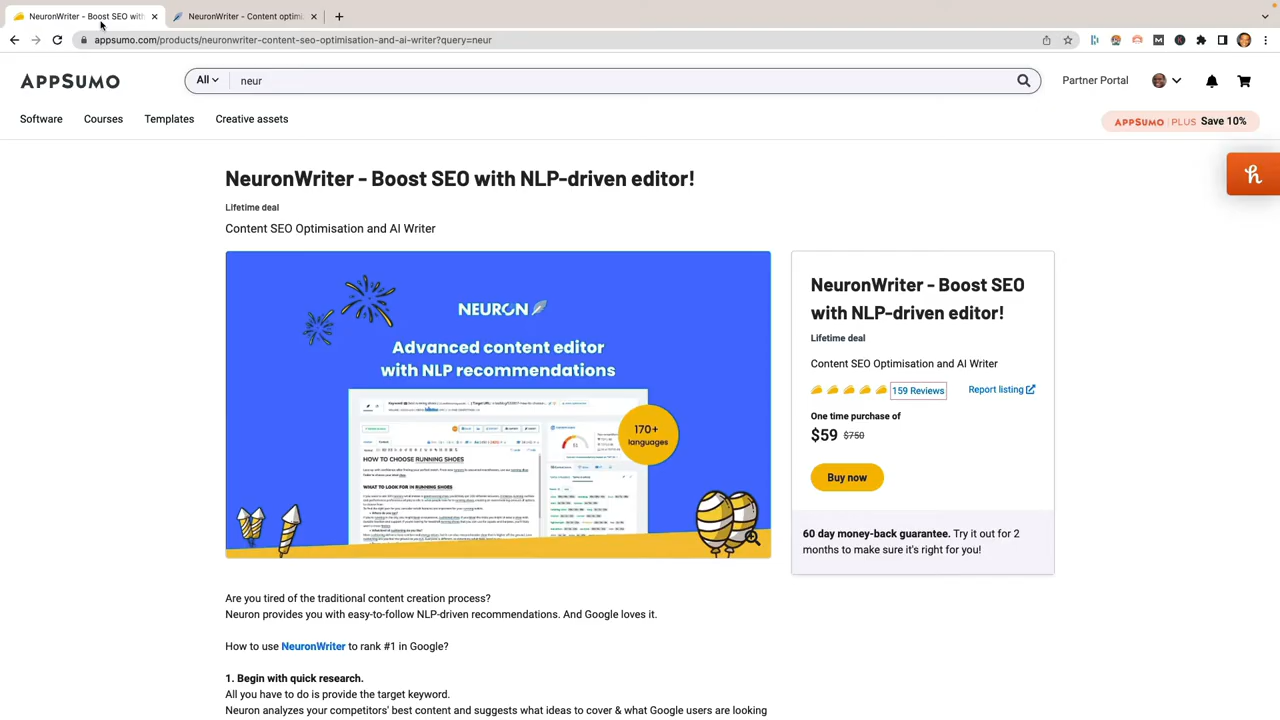 NeuronWriter - Boost SEO with
NeuronWriter - Content optimi
appsumo.com/products/neuronwriter-content-seo-optimisation-and-ai-writer?query=neur
APPSUMO
All
neur
Partner Portal
Software
Courses
Templates
Creative assets
APPSUMO | PLUS Save 10%
h
NeuronWriter - Boost SEO with NLP-driven editor!
Lifetime deal
Content SEO Optimisation and AI Writer
NEURON
Advanced content editor
with NLP recommendations
170+
languages
HOW TO CHOOSE RUNNING SHOES
WHAT TO LOOK FOR IN RUNNING SHOES
NeuronWriter - Boost SEO
with NLP-driven editor!
Lifetime deal
Content SEO Optimisation and AI Writer
159 Reviews
Report listing
One time purchase of
$59 $750
Buy now
60 day money-back guarantee. Try it out for 2
months to make sure it's right for you!
Are you tired of the traditional content creation process?
Neuron provides you with easy-to-follow NLP-driven recommendations. And Google loves it.
How to use NeuronWriter to rank #1 in Google?
1. Begin with quick research.
All you have to do is provide the target keyword.
Neuron analyzes your competitors' best content and suggests what ideas to cover & what Google users are looking